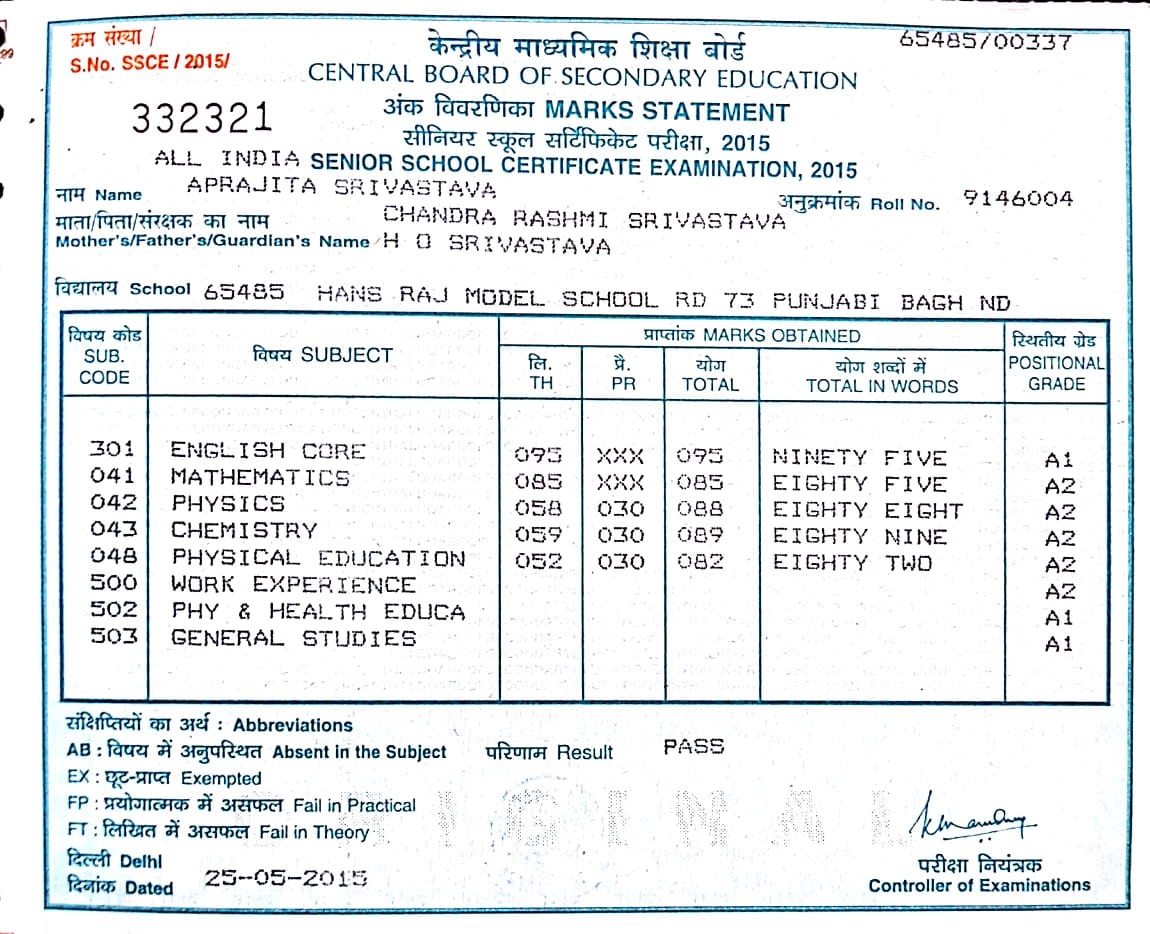 क्रम संख्या /
S.No. SSCE / 2015/
65485/00337
केन्द्रीय माध्यमिक शिक्षा बोर्ड
CENTRAL BOARD OF SECONDARY EDUCATION
332321
अंक विवरणिका MARKS STATEMENT
सीनियर स्कूल सर्टिफिकेट परीक्षा, 2015
ALL INDIA SENIOR SCHOOL CERTIFICATE EXAMINATION, 2015
नाम Name APRAJITA SRIVASTAVA अनुक्रमांक Roll No. 9146004
माता/पिता/संरक्षक का नाम CHANDRA RASHMI SRIVASTAVA
Mother's/Father's/Guardian's Name H O SRIVASTAVA
विद्यालय School 65485 HANS RAJ MODEL SCHOOL RD 73 PUNJABI BAGH ND
विषय कोड SUB. CODE विषय SUBJECT प्राप्तांक MARKS OBTAINED स्थितीय ग्रेड POSITIONAL GRADE
लि. TH प्रै. PR योग TOTAL योग शब्दों में TOTAL IN WORDS
301 ENGLISH CORE 095 XXX 095 NINETY FIVE A1
041 MATHEMATICS 085 XXX 085 EIGHTY FIVE A2
042 PHYSICS 058 030 088 EIGHTY EIGHT A2
043 CHEMISTRY 059 030 089 EIGHTY NINE A2
048 PHYSICAL EDUCATION 052 030 082 EIGHTY TWO A2
500 WORK EXPERIENCE A2
502 PHY & HEALTH EDUCA A1
503 GENERAL STUDIES A1
संक्षिप्तियों का अर्थ : Abbreviations
AB : विषय में अनुपस्थित Absent in the Subject परिणाम Result PASS
EX : छूट-प्राप्त Exempted
FP : प्रयोगात्मक में असफल Fail in Practical
FT : लिखित में असफल Fail in Theory
दिल्ली Delhi
दिनांक Dated 25-05-2015
परीक्षा नियंत्रक
Controller of Examinations